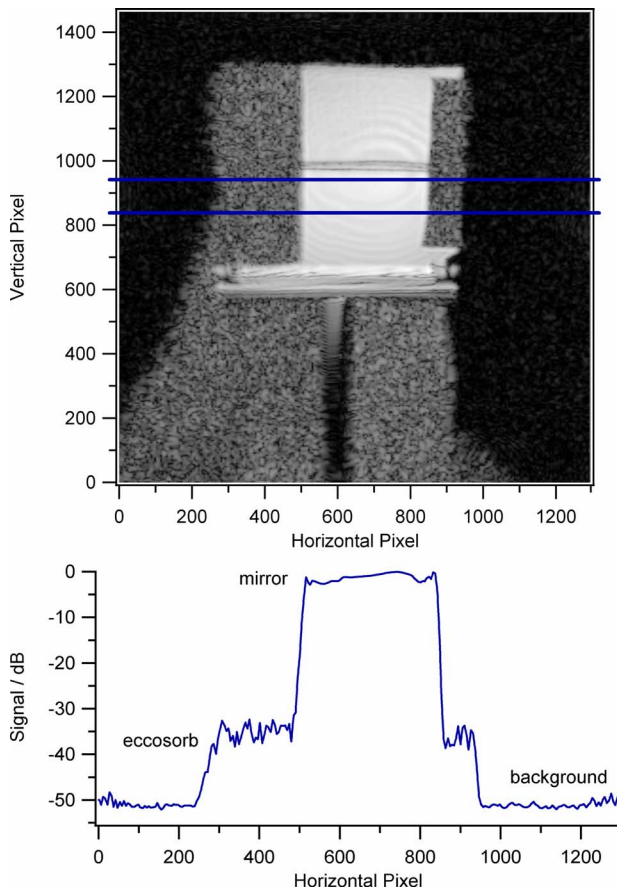 1400
1200
1000
800
600
400
200
0
Vertical Pixel
0 200 400 600 800 1000 1200
Horizontal Pixel
0
-10
-20
-30
-40
-50
Signal / dB
mirror
eccosorb
background
0 200 400 600 800 1000 1200
Horizontal Pixel